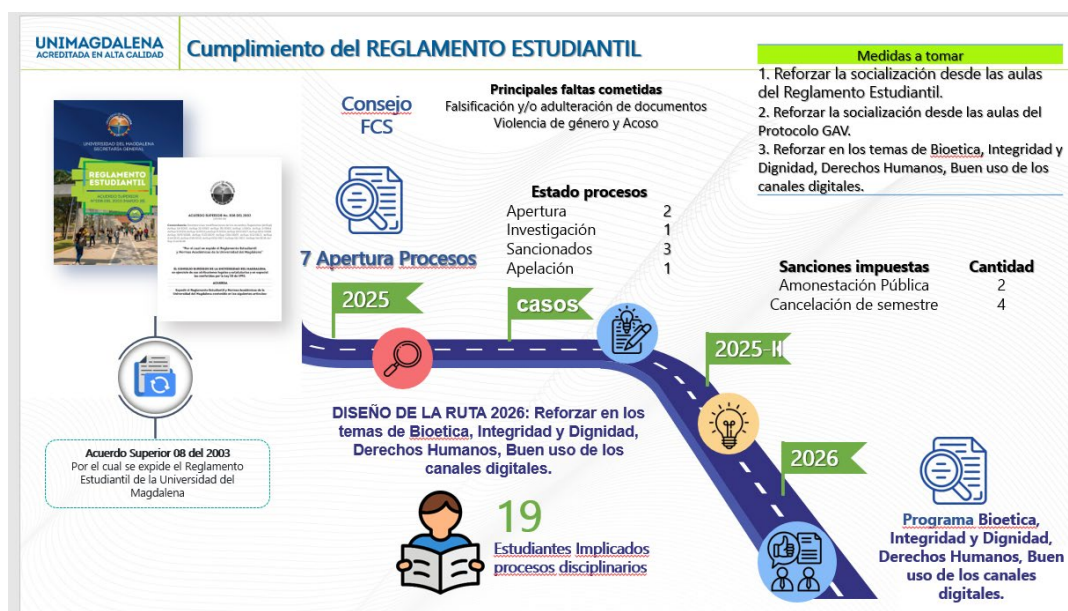 UNIMAGDALENA
ACREDITADA EN ALTA CALIDAD
Cumplimiento del REGLAMENTO ESTUDIANTIL
Medidas a tomar
1. Reforzar la socialización desde las aulas
del Reglamento Estudiantil.
2. Reforzar la socialización desde las aulas del
Protocolo GAV.
3. Reforzar en los temas de Bioetica, Integridad y
Dignidad, Derechos Humanos, Buen uso de los
canales digitales.
Consejo
FCS
Principales faltas cometidas
Falsificación y/o adulteración de documentos
Violencia de género y Acoso
UNIVERSIDAD DEL MAGDALENA
SECRETARÍA GENERAL
REGLAMENTO
ESTUDIANTIL
ACUERDO SUPERIOR
7 Apertura Procesos
Estado procesos
Apertura 2
Investigación 1
Sancionados 3
Apelación 1
Sanciones impuestas Cantidad
Amonestación Pública 2
Cancelación de semestre 4
2025
casos
2025-II
2026
DISEÑO DE LA RUTA 2026: Reforzar en los
temas de Bioetica, Integridad y Dignidad,
Derechos Humanos, Buen uso de los
canales digitales.
19
Estudiantes Implicados
procesos disciplinarios
Acuerdo Superior 08 del 2003
Por el cual se expide el Reglamento
Estudiantil de la Universidad del
Magdalena
Programa Bioetica,
Integridad y Dignidad,
Derechos Humanos, Buen
uso de los canales
digitales.